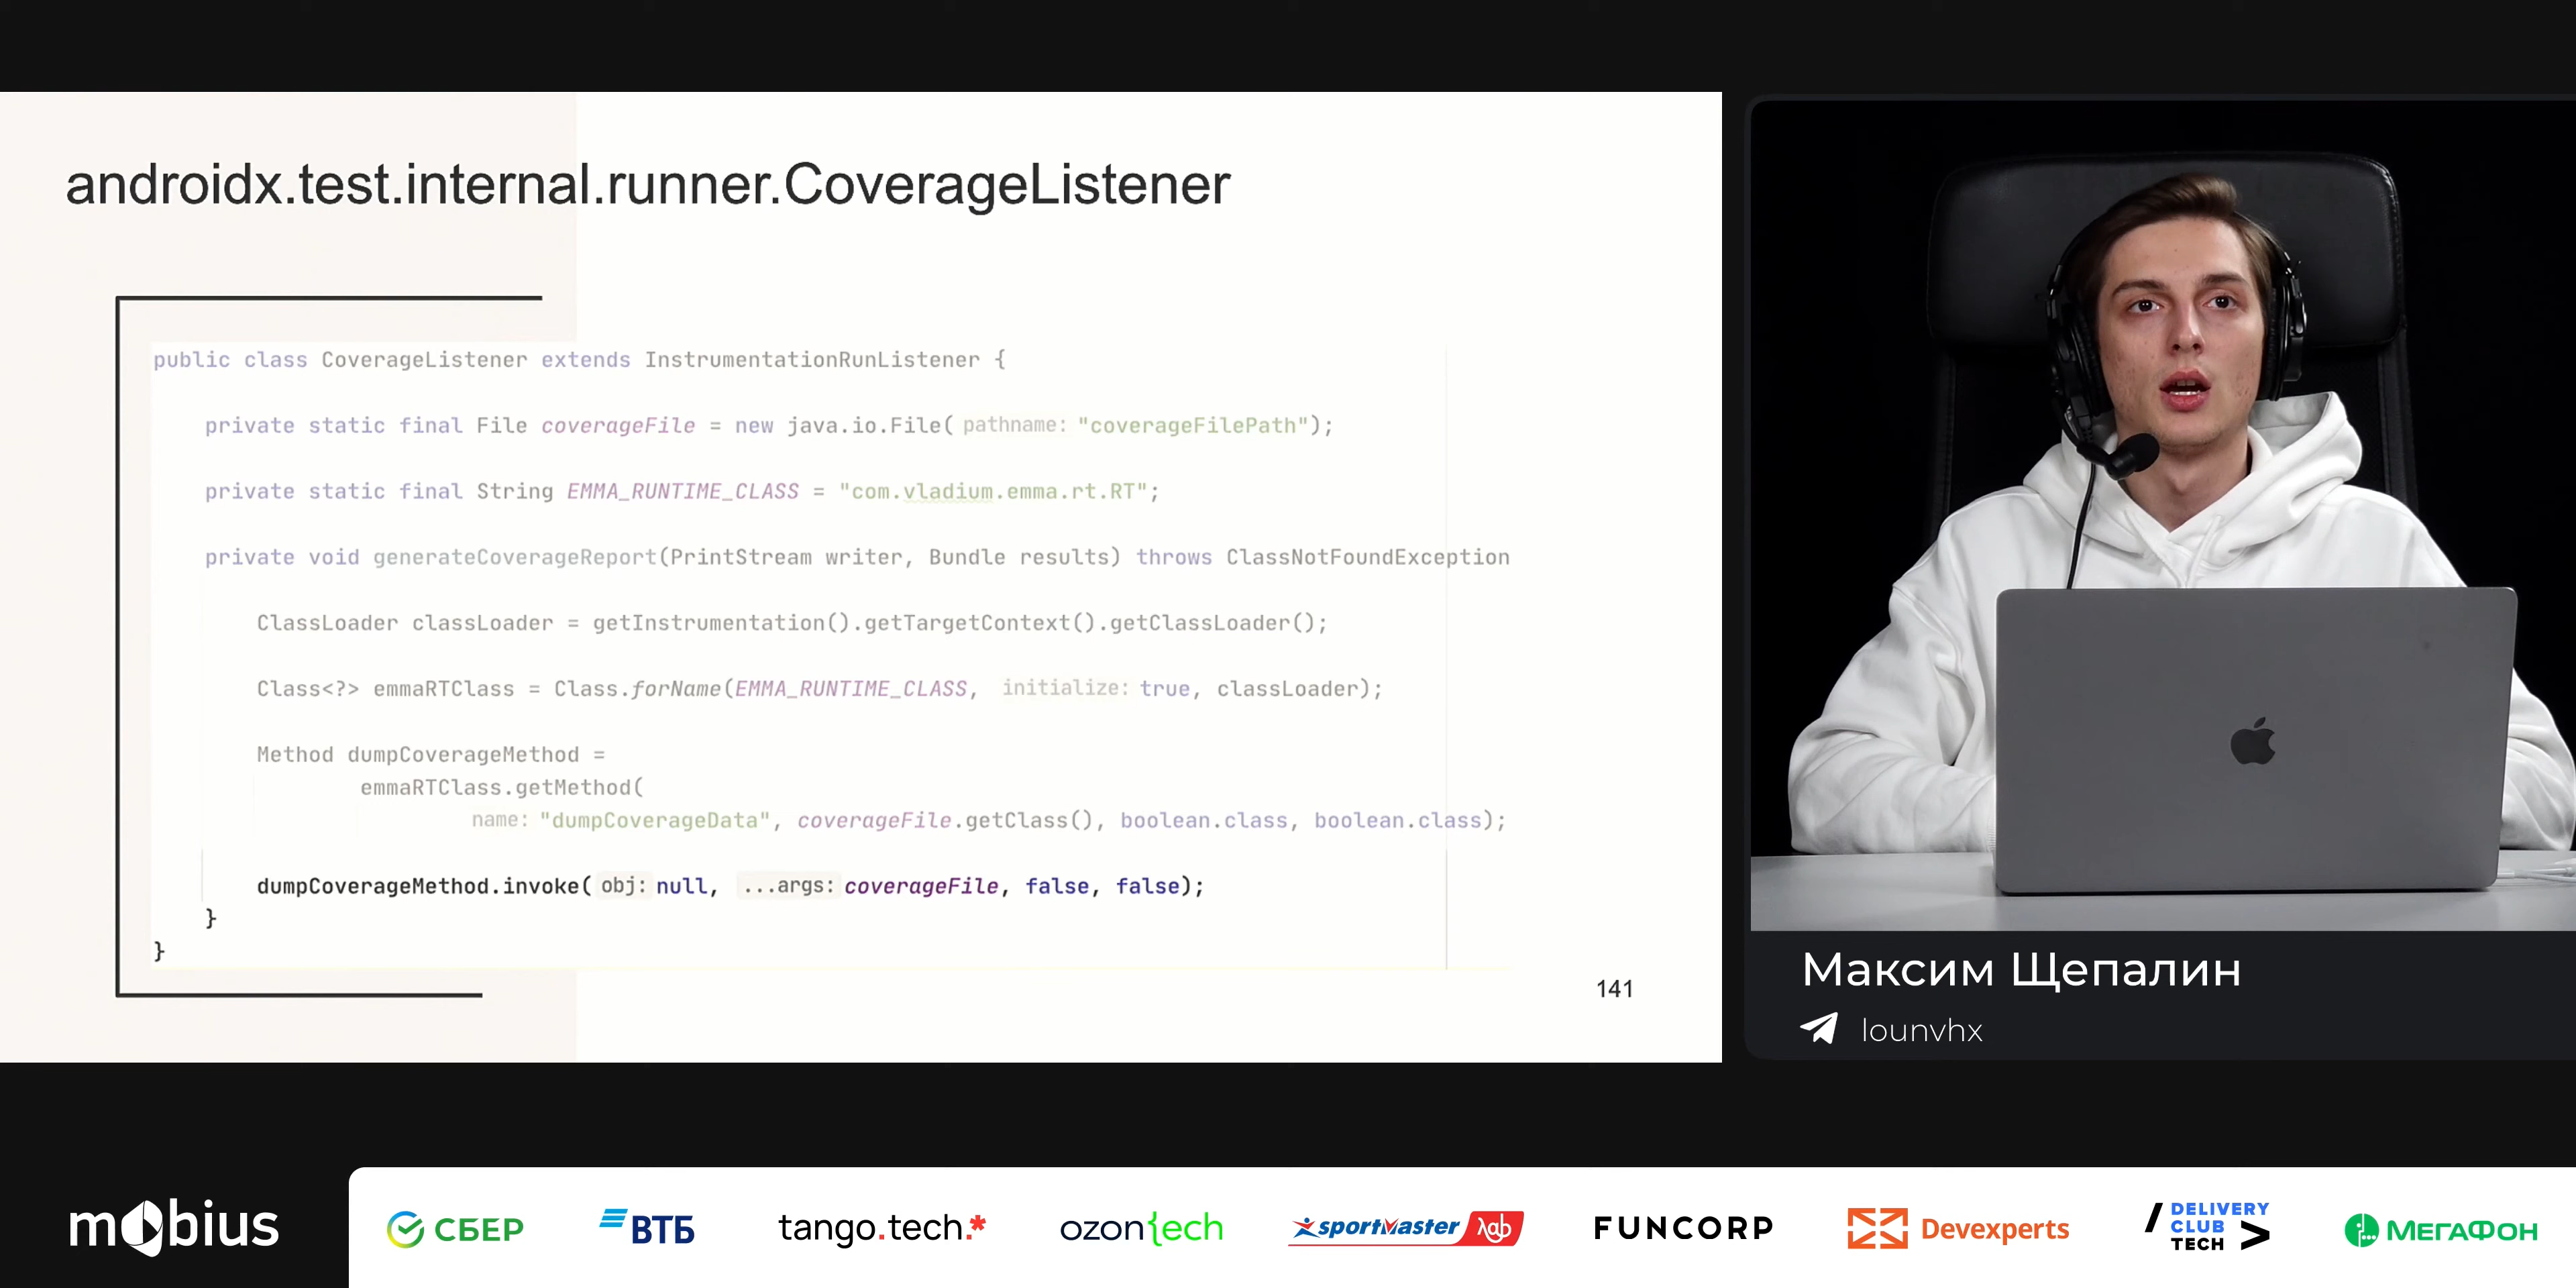 androidx.test.internal.runner.CoverageListener
public class CoverageListener extends InstrumentationRunListener {
private static final File coverageFile = new java.io.File( pathname: "coverageFilePath");
private static final String EMMA_RUNTIME_CLASS = "com.vladium.emma.rt.RT";
private void generateCoverageReport(PrintStream writer, Bundle results) throws ClassNotFoundException
ClassLoader classLoader = getInstrumentation().getTargetContext().getClassLoader();
Class<?> emmaRTClass = Class.forName(EMMA_RUNTIME_CLASS, initialize: true, classLoader);
Method dumpCoverageMethod =
emmaRTClass.getMethod(
name: "dumpCoverageData", coverageFile.getClass(), boolean.class, boolean.class);
dumpCoverageMethod.invoke( obj: null, ...args: coverageFile, false, false);
}
}
141
Максим Щепалин
lounvhx
mobius
СБЕР
ВТБ
tango.tech.*
ozon{ech
sportmaster lab
FUNCORP
Devexperts
/ DELIVERY
CLUB
TECH >
МЕГАФОН